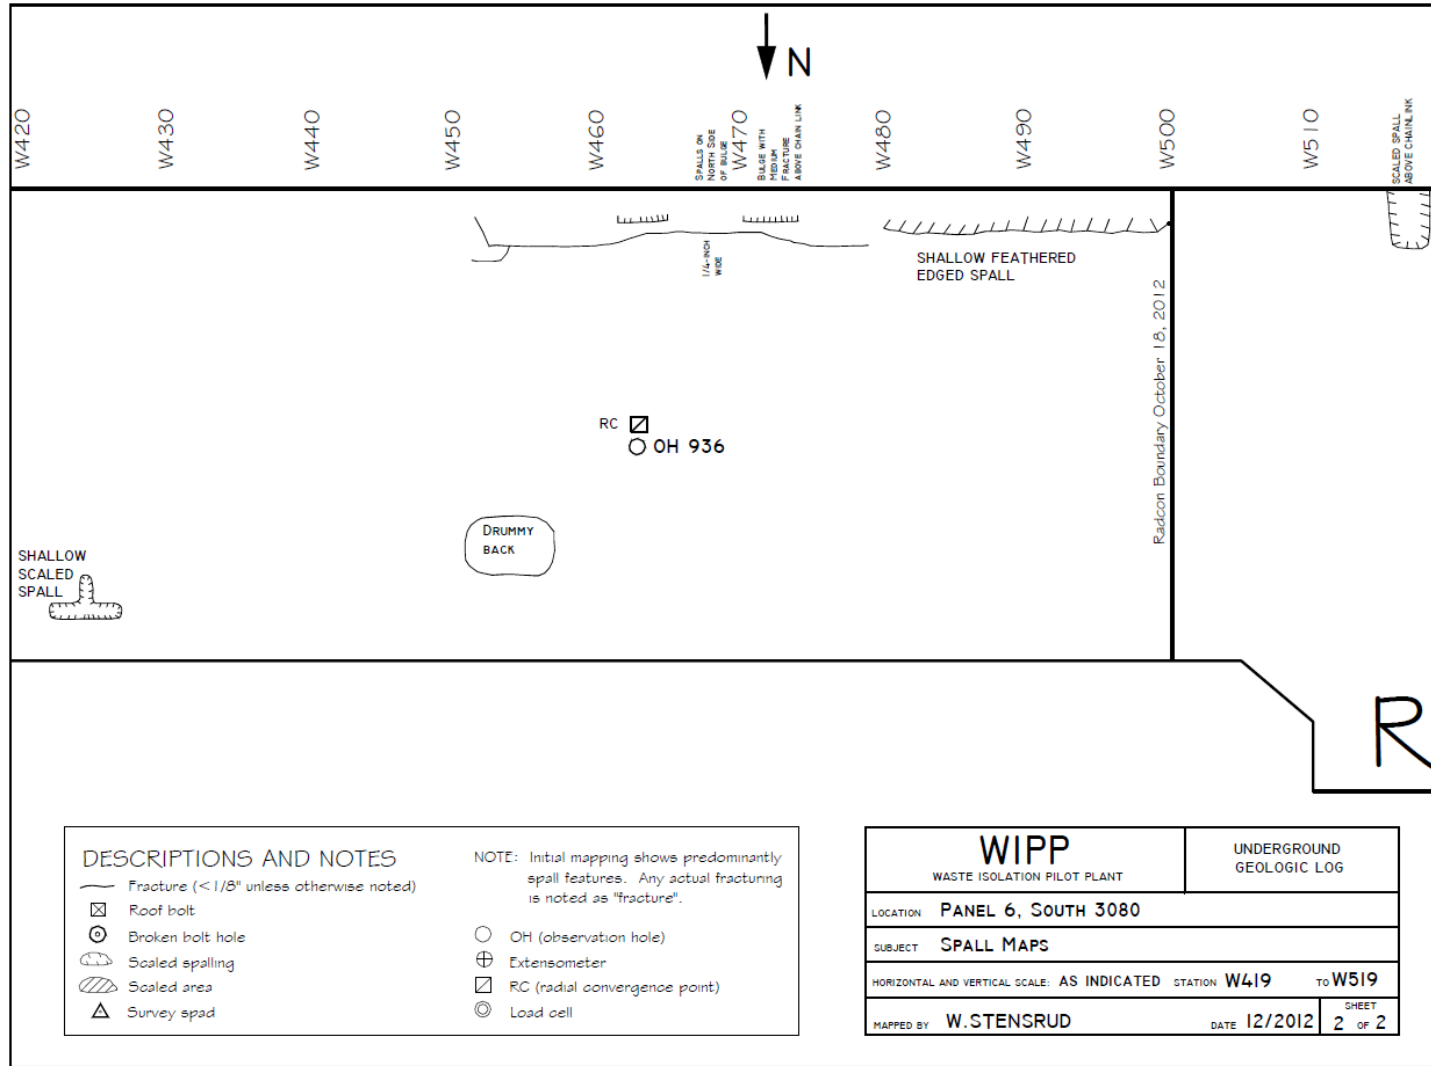 N
W420
W430
W440
W450
W460
SPALLS ON
NORTH SIDE
OF BULGE
W470
BULGE WITH
MEDIUM
FRACTURE
ABOVE CHAIN LINK
W480
W490
W500
W510
SCALED SPALL
ABOVE CHAINLINK
1/4-INCH
WIDE
SHALLOW FEATHERED
EDGED SPALL
Radcon Boundary October 18, 2012
RC
OH 936
DRUMMY
BACK
SHALLOW
SCALED
SPALL
R
DESCRIPTIONS AND NOTES
Fracture (<1/8" unless otherwise noted)
Roof bolt
Broken bolt hole
Scaled spalling
Scaled area
Survey spad
NOTE: Initial mapping shows predominantly
spall features. Any actual fracturing
is noted as "fracture".
OH (observation hole)
Extensometer
RC (radial convergence point)
Load cell
WIPP
WASTE ISOLATION PILOT PLANT
UNDERGROUND
GEOLOGIC LOG
LOCATION PANEL 6, SOUTH 3080
SUBJECT SPALL MAPS
HORIZONTAL AND VERTICAL SCALE: AS INDICATED STATION W419 TO W519
MAPPED BY W.STENSRUD DATE 12/2012 SHEET
2 OF 2